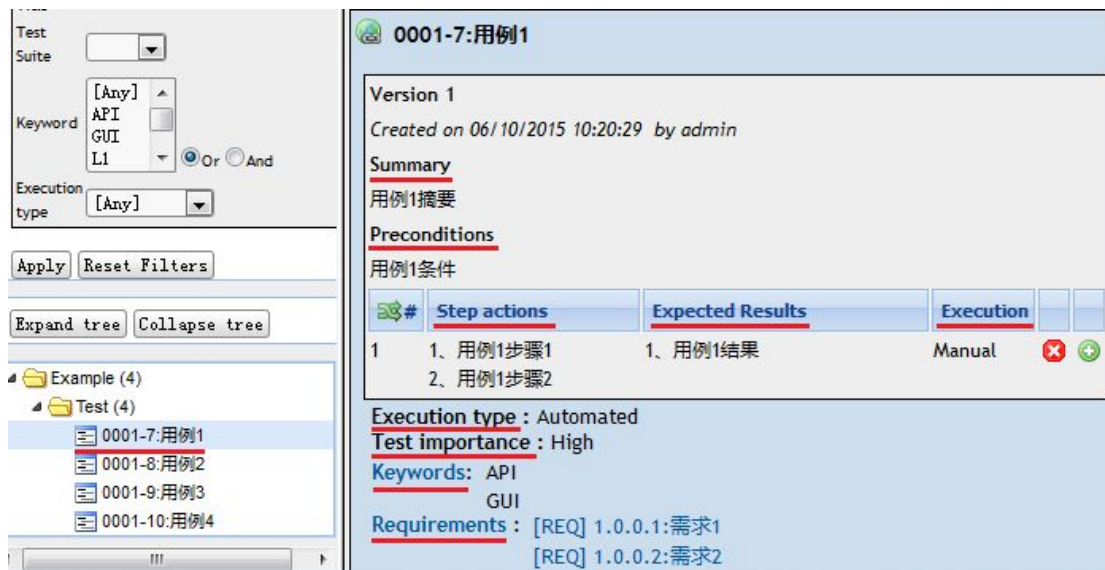 Test
Suite
Keyword
[Any]
API
GUI
L1
Or And
Execution
type
[Any]
Apply Reset Filters
Expand tree Collapse tree
Example (4)
Test (4)
0001-7:用例1
0001-8:用例2
0001-9:用例3
0001-10:用例4
0001-7:用例1
Version 1
Created on 06/10/2015 10:20:29 by admin
Summary
用例1摘要
Preconditions
用例1条件
# Step actions Expected Results Execution
1 1、用例1步骤1 1、用例1结果 Manual
2、用例1步骤2
Execution type : Automated
Test importance : High
Keywords: API
GUI
Requirements : [REQ] 1.0.0.1:需求1
[REQ] 1.0.0.2:需求2